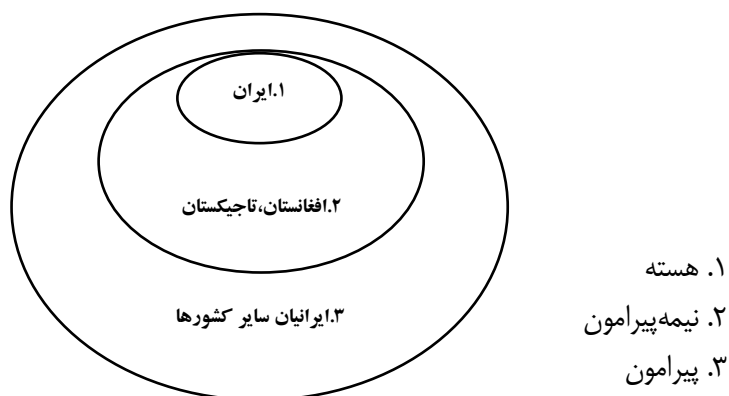 ۱.ایران
۲.افغانستان،تاجیکستان
۳.ایرانیان سایر کشورها
۱. هسته
۲. نیمه‌پیرامون
۳. پیرامون